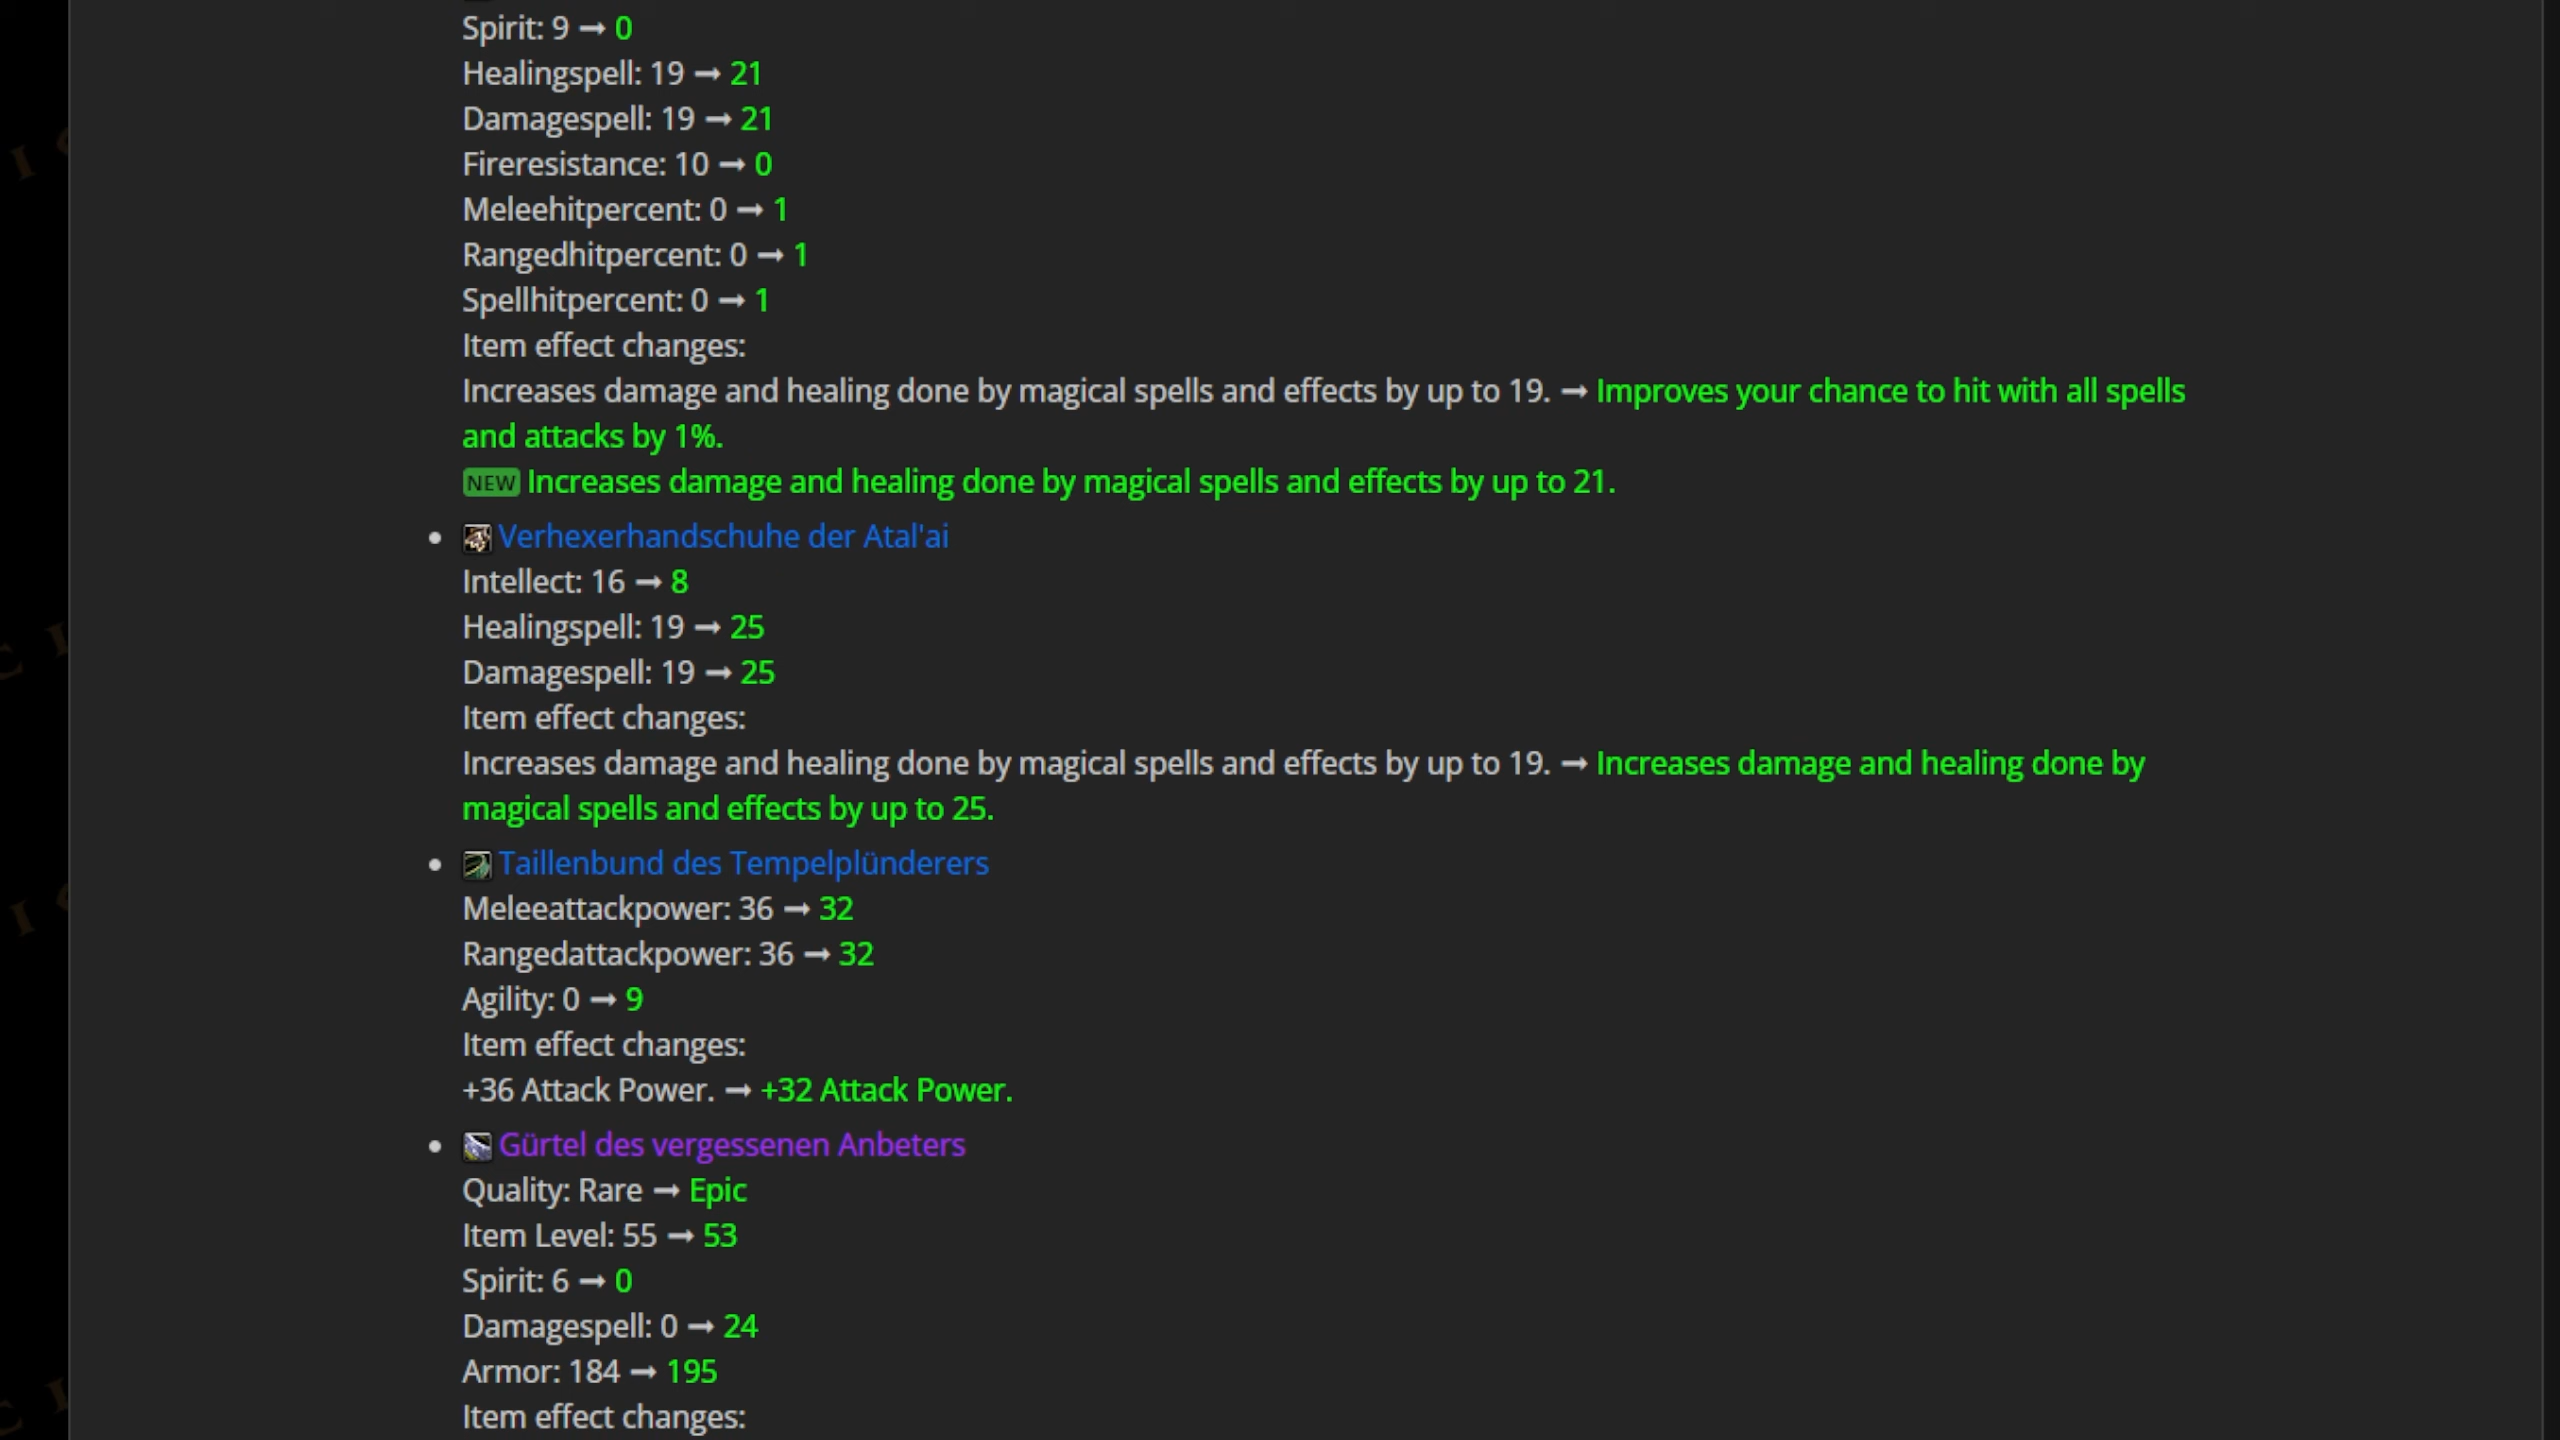 Spirit: 9 → 0
Healingspell: 19 → 21
Damagespell: 19 → 21
Fireresistance: 10 → 0
Meleehitpercent: 0 → 1
Rangedhitpercent: 0 → 1
Spellhitpercent: 0 → 1
Item effect changes:
Increases damage and healing done by magical spells and effects by up to 19. → Improves your chance to hit with all spells
and attacks by 1%.
NEW Increases damage and healing done by magical spells and effects by up to 21.
• Verhexerhandschuhe der Atal'ai
Intellect: 16 → 8
Healingspell: 19 → 25
Damagespell: 19 → 25
Item effect changes:
Increases damage and healing done by magical spells and effects by up to 19. → Increases damage and healing done by
magical spells and effects by up to 25.
• Taillenbund des Tempelplünderers
Meleeattackpower: 36 → 32
Rangedattackpower: 36 → 32
Agility: 0 → 9
Item effect changes:
+36 Attack Power. → +32 Attack Power.
• Gürtel des vergessenen Anbeters
Quality: Rare → Epic
Item Level: 55 → 53
Spirit: 6 → 0
Damagespell: 0 → 24
Armor: 184 → 195
Item effect changes: